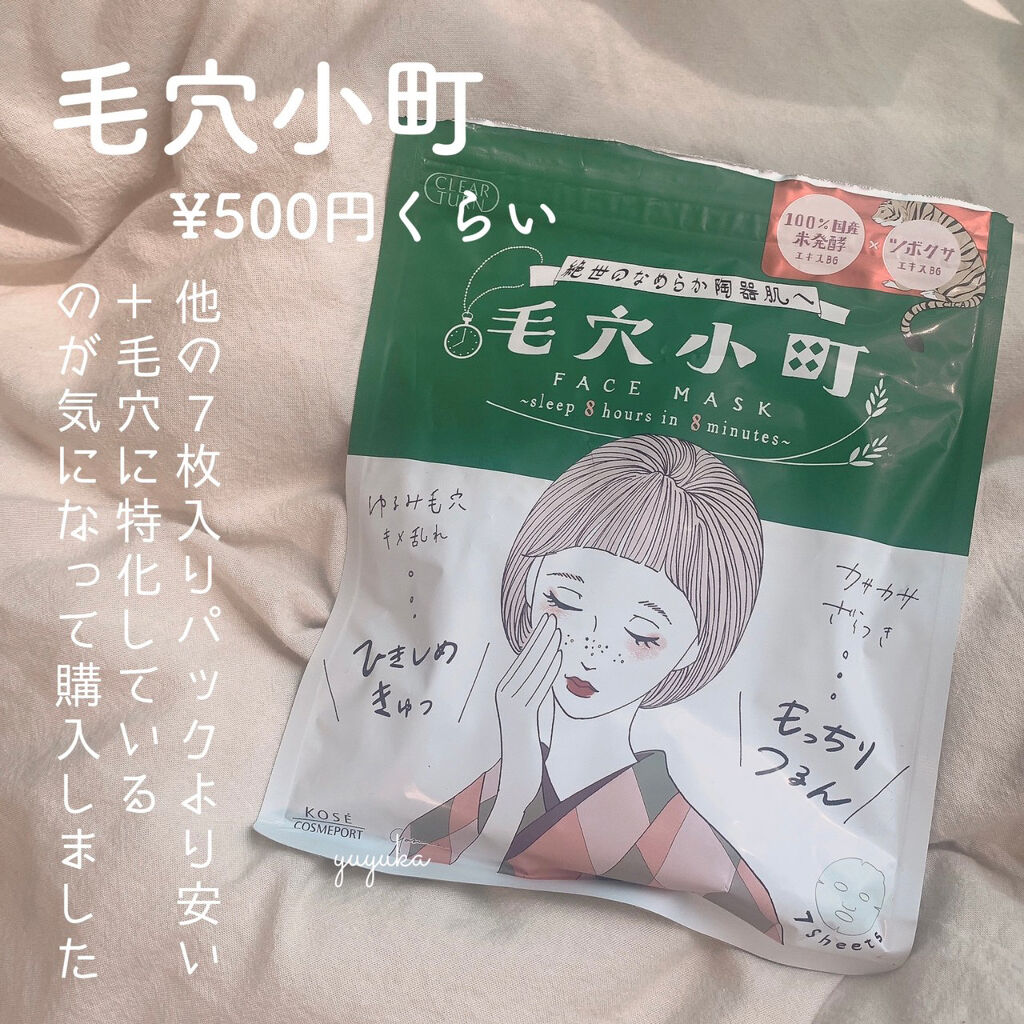 毛穴小町
¥500円くらい
他の7枚入りパックより安い
＋毛穴に特化している
のが気になって購入しました
CLEAR
TURN
100%国産
米発酵
エキスBG
×
ツボクサ
エキスBG
CICA
絶世のなめらか陶器肌へ
毛穴小町
FACE MASK
~sleep 8 hours in 8 minutes~
ゆるみ毛穴
キメ乱れ
ひきしめ
きゅっ
カサカサ
ざらつき
もっちり
つるん
KOSÉ
COSMEPORT
yuyuka
7 sheets